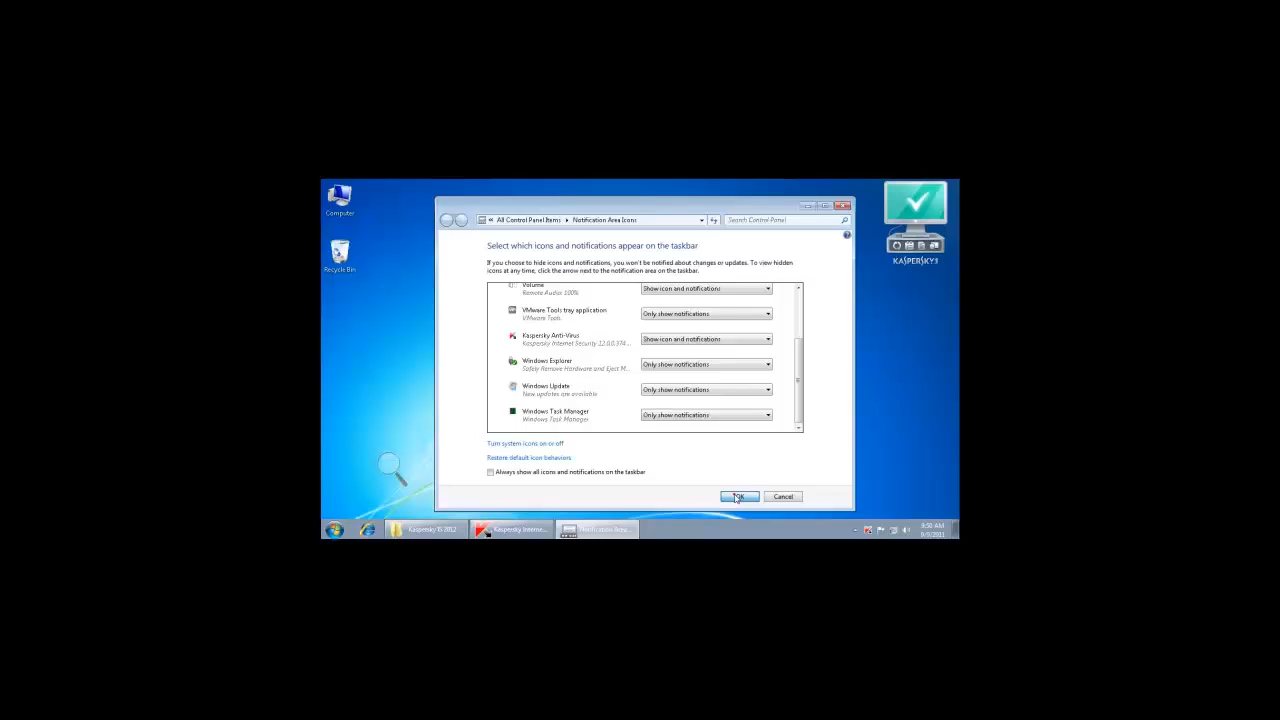 Computer
Recycle Bin
All Control Panel Items
Notification Area Icons
Search Control Panel
Select which icons and notifications appear on the taskbar
If you choose to hide icons and notifications, you won't be notified about changes or updates. To view hidden
icons at any time, click the arrow next to the notification area on the taskbar.
Volume
Remote Audio: 100%
Show icon and notifications
VMware Tools tray application
VMware Tools
Only show notifications
Kaspersky Anti-Virus
Kaspersky Internet Security 12.0.0.374 ...
Show icon and notifications
Windows Explorer
Safely Remove Hardware and Eject M...
Only show notifications
Windows Update
New updates are available
Only show notifications
Windows Task Manager
Windows Task Manager
Only show notifications
Turn system icons on or off
Restore default icon behaviors
Always show all icons and notifications on the taskbar
OK
Cancel
Kaspersky IS 2012
Kaspersky Interne...
Notification Area...